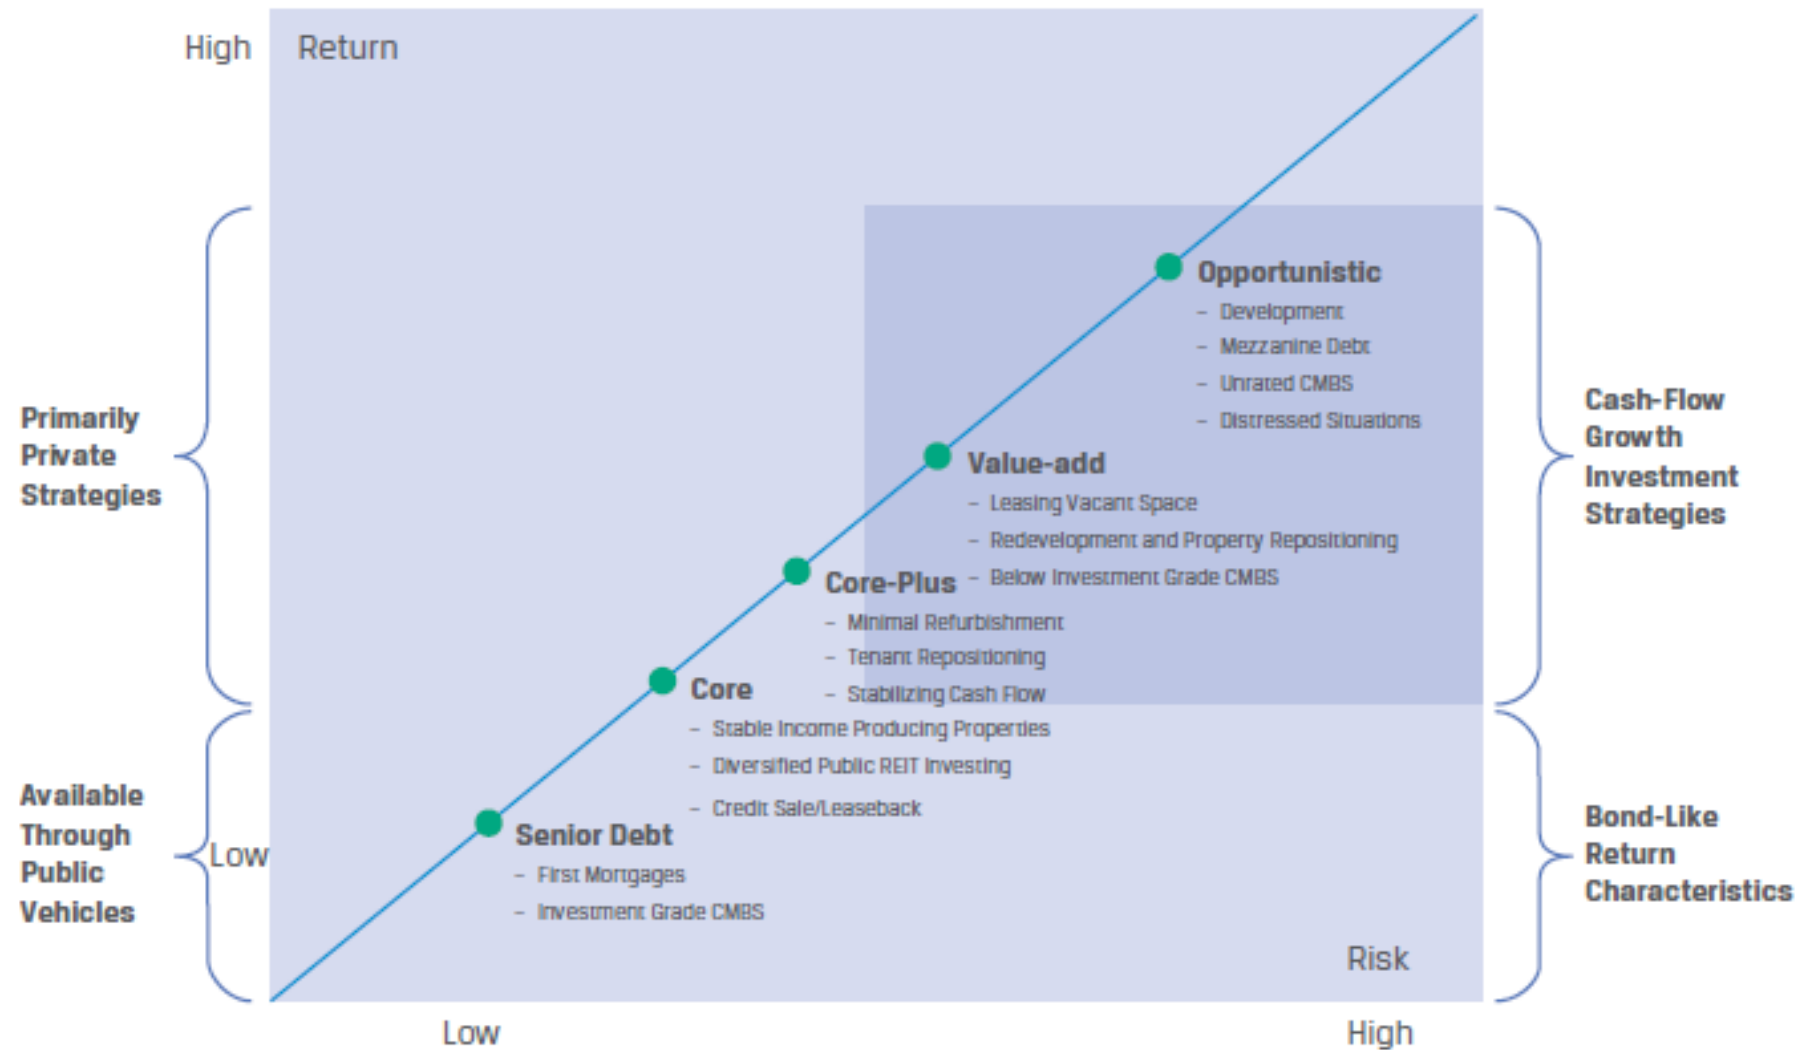 High
Return
Primarily
Private
Strategies
Available
Through
Public
Vehicles
Low
Opportunistic
– Development
– Mezzanine Debt
– Unrated CMBS
– Distressed Situations
Value-add
– Leasing Vacant Space
– Redevelopment and Property Repositioning
– Below Investment Grade CMBS
Core-Plus
– Minimal Refurbishment
– Tenant Repositioning
– Stabilizing Cash Flow
Core
– Stable Income Producing Properties
– Diversified Public REIT Investing
– Credit Sale/Leaseback
Senior Debt
– First Mortgages
– Investment Grade CMBS
Cash-Flow
Growth
Investment
Strategies
Bond-Like
Return
Characteristics
Risk
Low
High